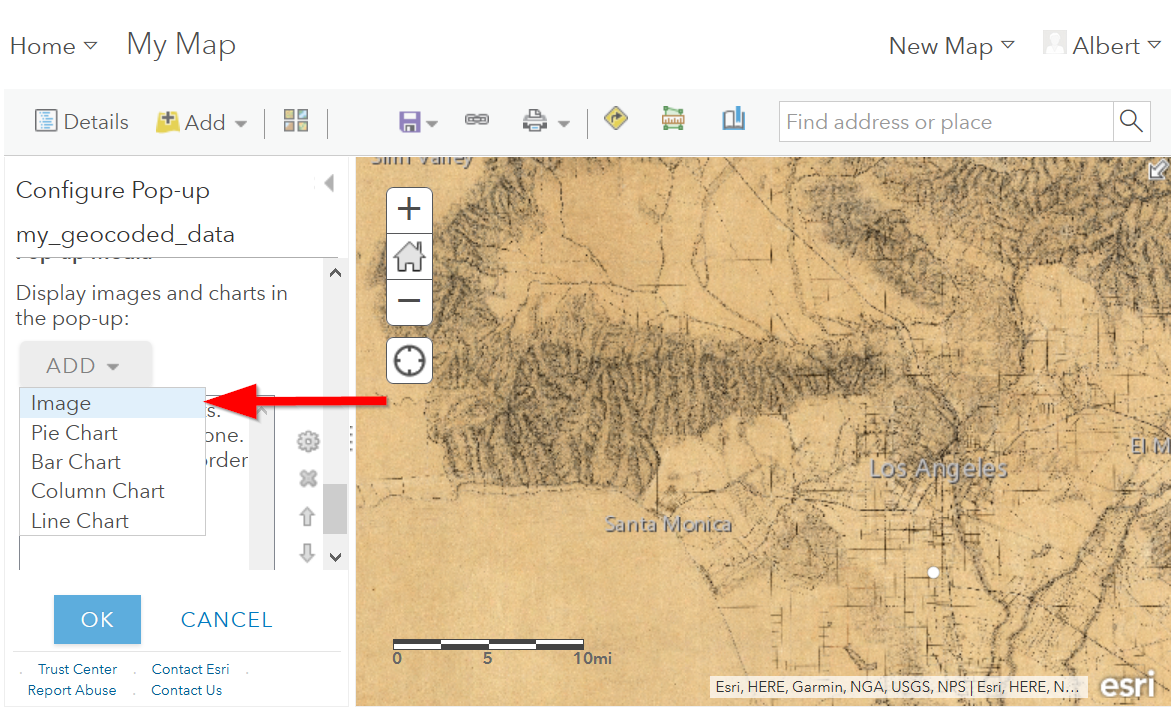 Home My Map New Map Albert
Details Add Find address or place
Configure Pop-up
my_geocoded_data
Pop-up Media
Display images and charts in
the pop-up:
ADD
Image
Pie Chart
Bar Chart
Column Chart
Line Chart
s.
one.
order
OK CANCEL
Trust Center Contact Esri
Report Abuse Contact Us
Simi Valley
Los Angeles
El M
Santa Monica
0 5 10mi
Esri, HERE, Garmin, NGA, USGS, NPS | Esri, HERE, N...
esri